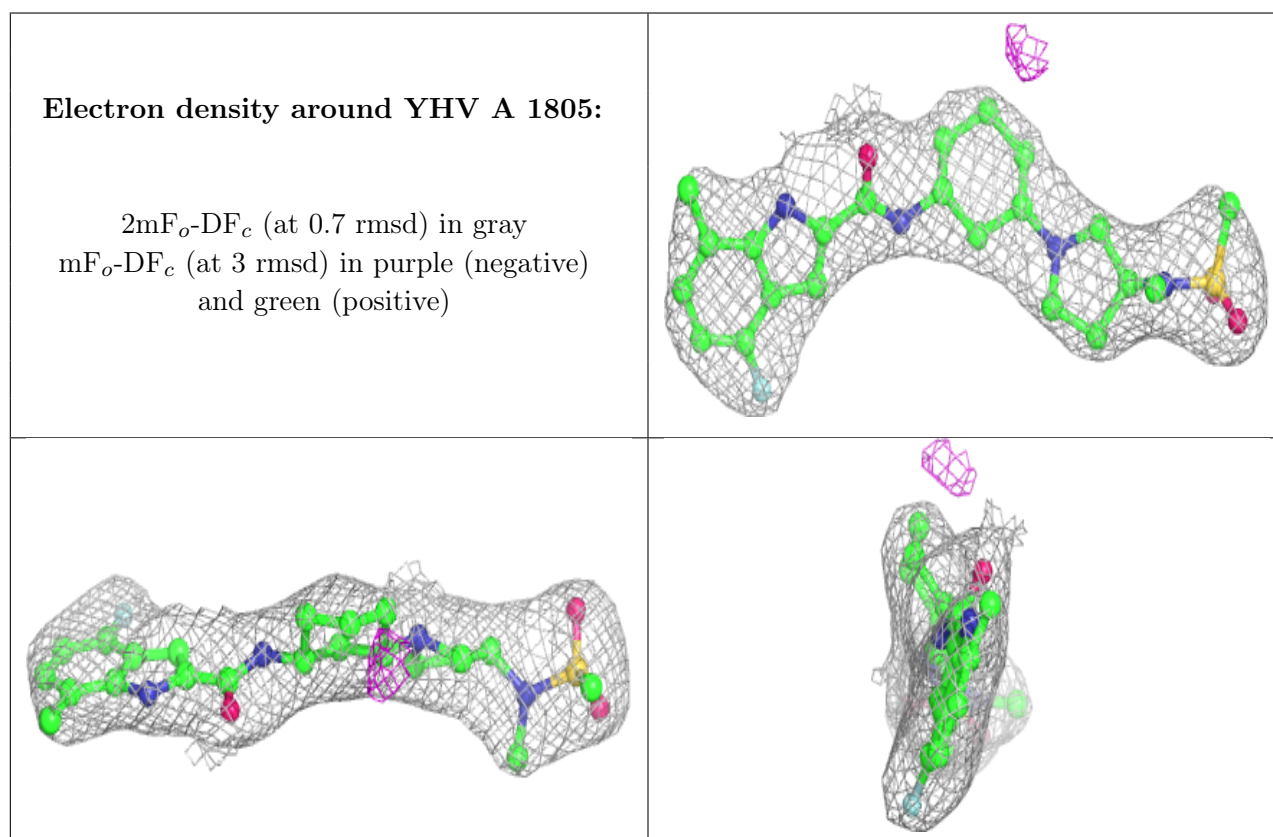 Electron density around YHV A 1805:
2mFo-DFc (at 0.7 rmsd) in gray
mFo-DFc (at 3 rmsd) in purple (negative)
and green (positive)